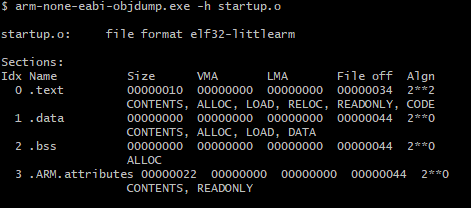 $ arm-none-eabi-objdump.exe -h startup.o
startup.o: file format elf32-littlearm
Sections:
Idx Name Size VMA LMA File off Algn
0 .text 00000010 00000000 00000000 00000034 2**2
CONTENTS, ALLOC, LOAD, RELOC, READONLY, CODE
1 .data 00000000 00000000 00000000 00000044 2**0
CONTENTS, ALLOC, LOAD, DATA
2 .bss 00000000 00000000 00000000 00000044 2**0
ALLOC
3 .ARM.attributes 00000022 00000000 00000000 00000044 2**0
CONTENTS, READONLY